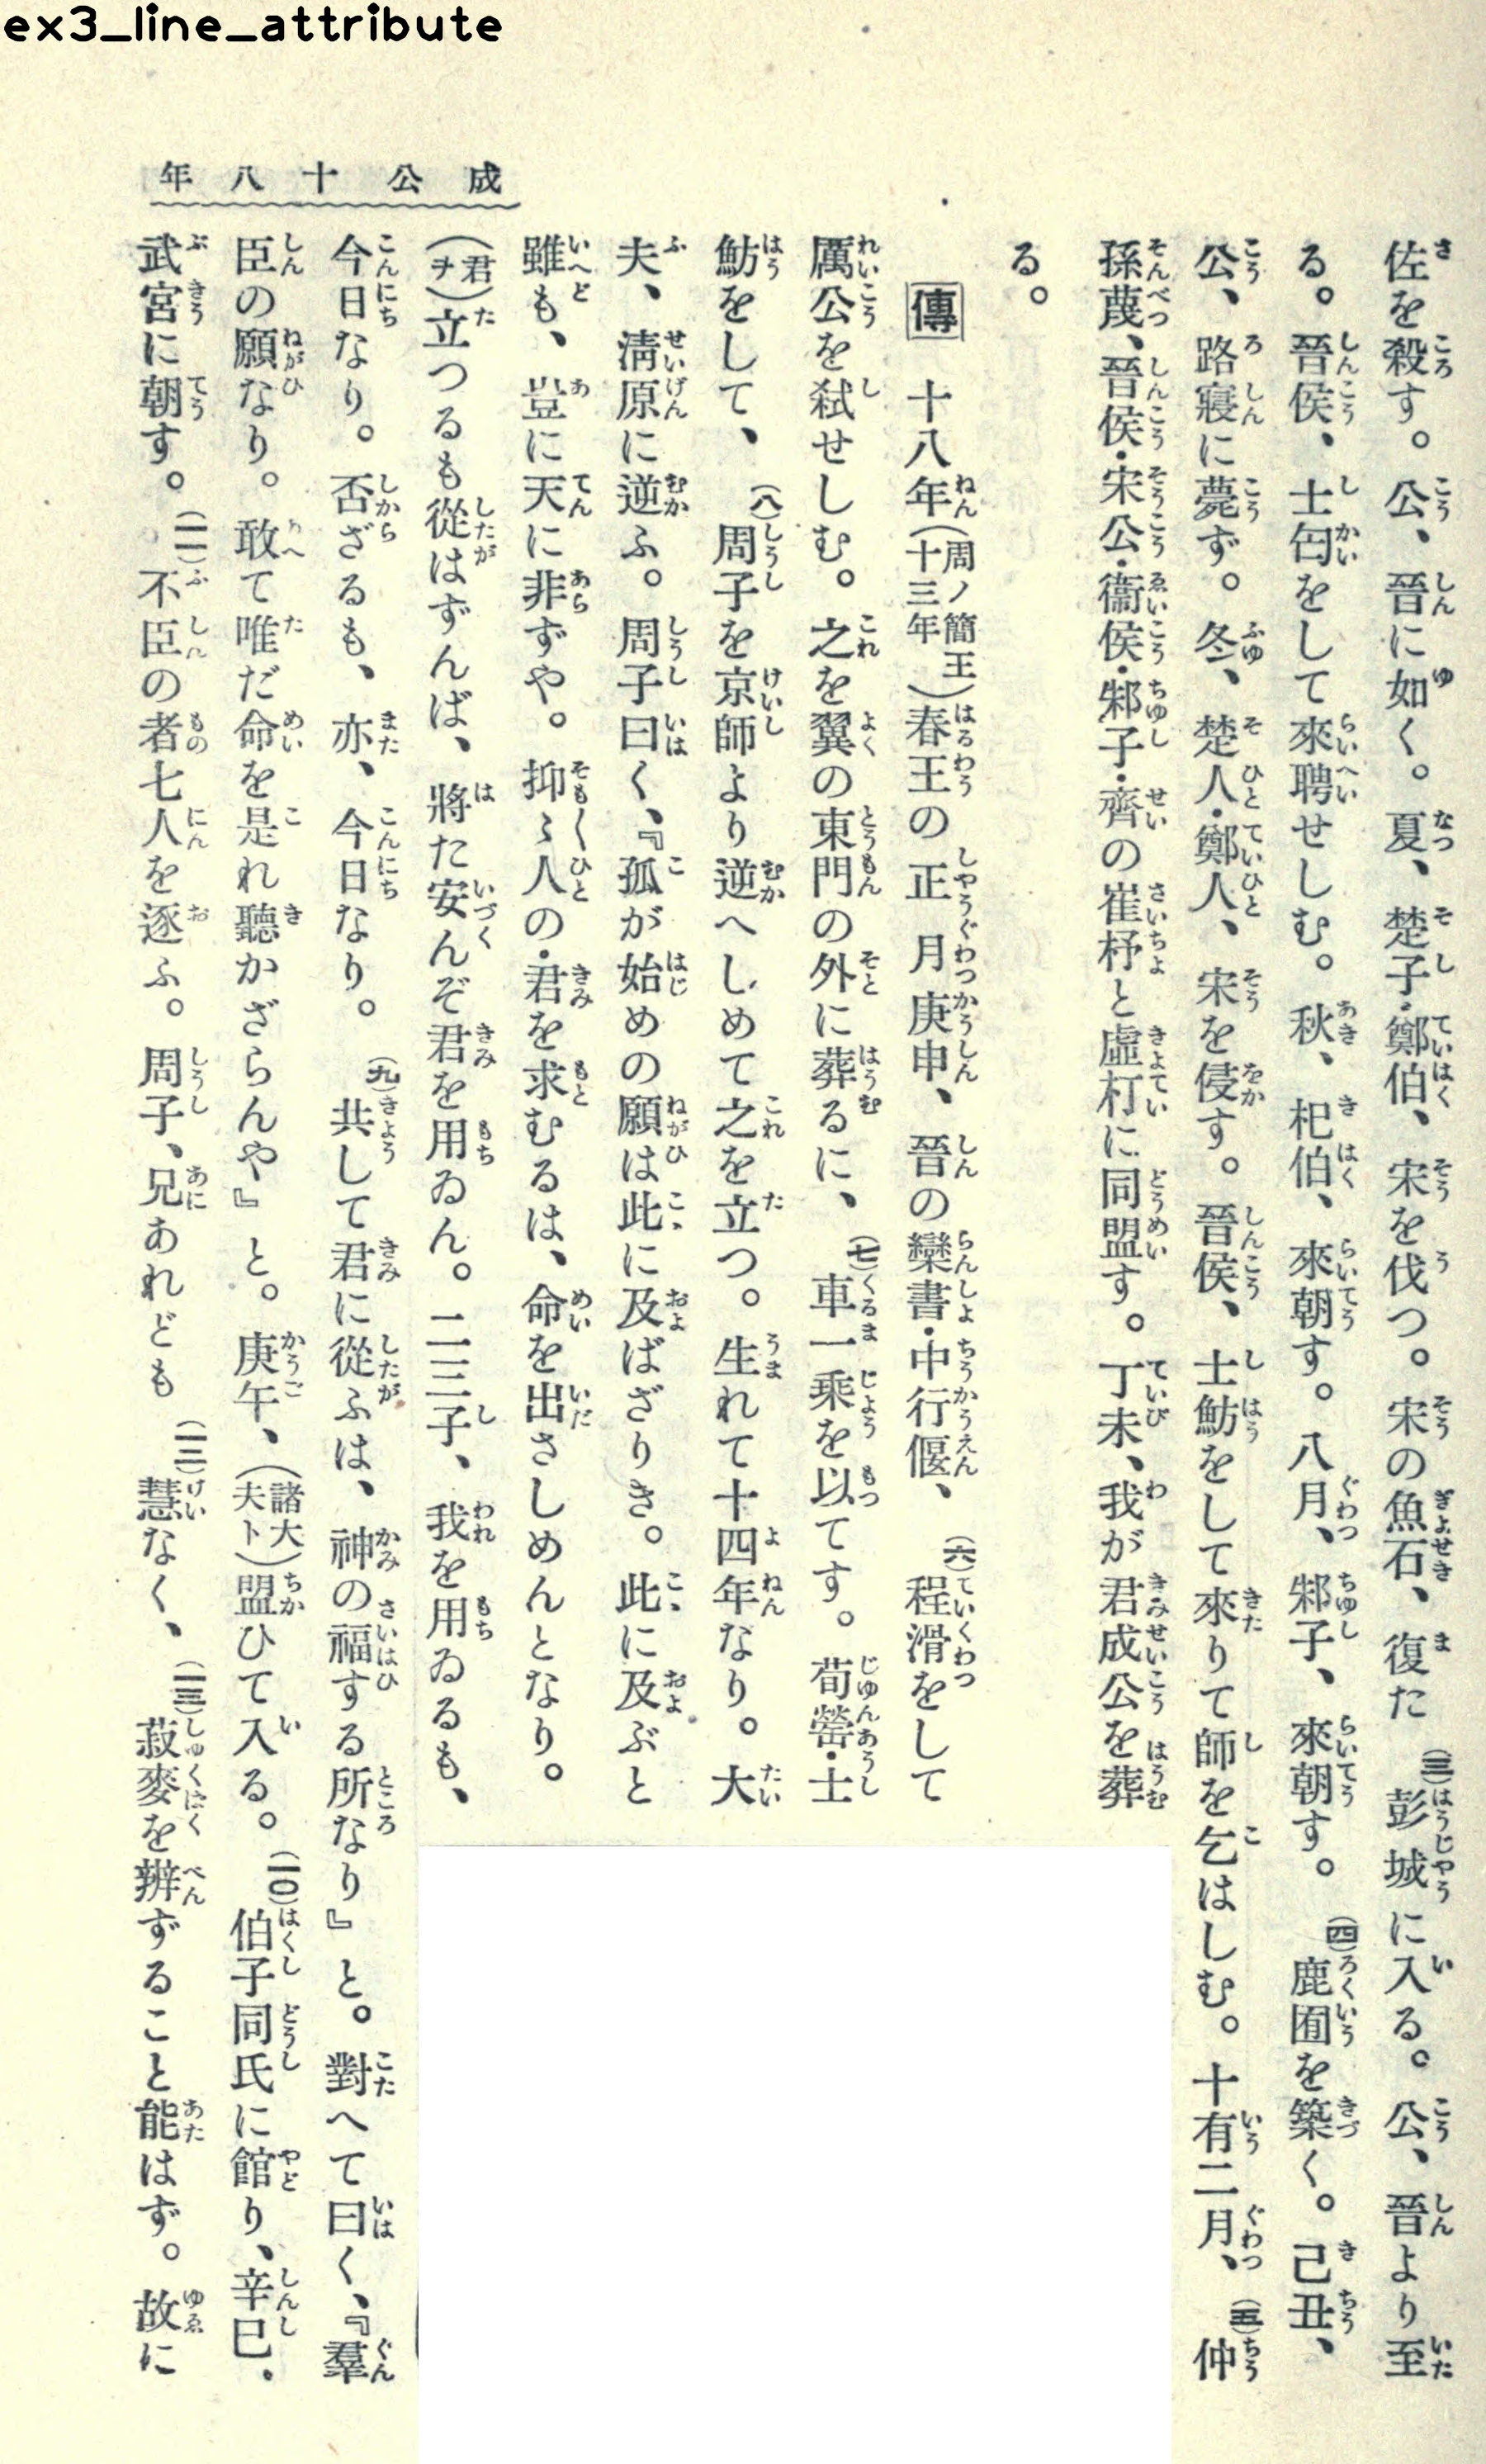 ex3_line_attribute
成公十八年
佐を殺す。公、晉に如く。夏、楚子・鄭伯、宋を伐つ。宋の魚石、復た(三)彭城に入る。公、晉より至
る。晉侯、士匄をして來聘せしむ。秋、杞伯、來朝す。八月、邾子、來朝す。(四)鹿囿を築く。己丑、
公、路寢に薨ず。冬、楚人・鄭人、宋を侵す。晉侯、士魴をして來りて師を乞はしむ。十有二月、(五)仲
孫蔑、晉侯・宋公・衞侯・邾子・齊の崔杼と虛朾に同盟す。丁未、我が君成公を葬
る。
傳 十八年(周ノ簡王十三年)春王の正月庚申、晉の欒書・中行偃、(六)程滑をして
厲公を弑せしむ。之を翼の東門の外に葬るに、(七)車一乘を以てす。荀罃・士
魴をして、(八)周子を京師より逆へしめて之を立つ。生れて十四年なり。大
夫、淸原に逆ふ。周子曰く、『孤が始めの願は此に及ばざりき。此に及ぶと
雖も、豈に天に非ずや。抑〻人の・君を求むるは、命を出さしめんとなり。
(君ヲ)立つるも從はずんば、將た安んぞ君を用ゐん。二三子、我を用ゐるも、
今日なり。否ざるも、亦、今日なり。(九)共して君に從ふは、神の福する所なり』と。對へて曰く、『羣
臣の願なり。敢て唯だ命を是れ聽かざらんや』と。庚午、(諸大夫ト)盟ひて入る。(一〇)伯子同氏に館り、辛巳、
武宮に朝す。(一一)不臣の者七人を逐ふ。周子、兄あれども(一二)慧なく、(一三)菽麥を辨ずること能はず。故に